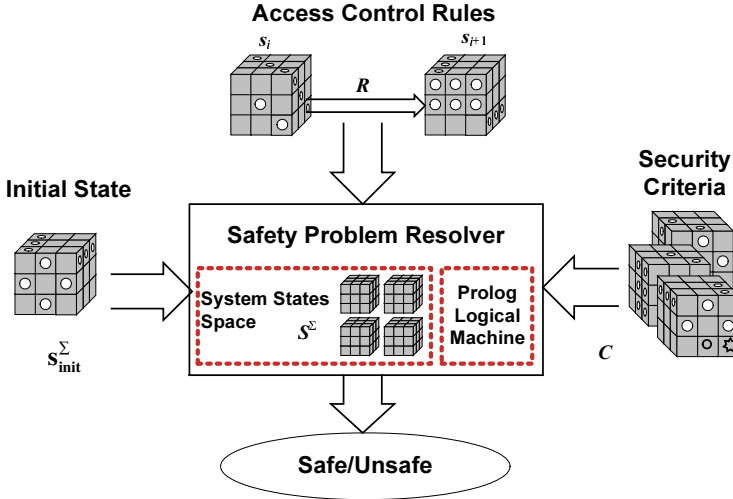 Access Control Rules
s_i
s_{i+1}
R
Initial State
Security
Criteria
Safety Problem Resolver
System States
Space
S^Σ
Prolog
Logical
Machine
s^Σ_init
C
Safe/Unsafe